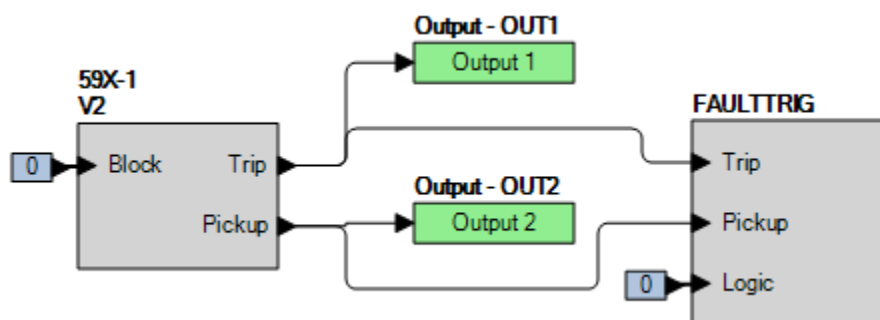 Output - OUT1
Output 1
59X-1
V2
FAULTTRIG
0
Block
Trip
Trip
Output - OUT2
Pickup
Output 2
Pickup
0
Logic